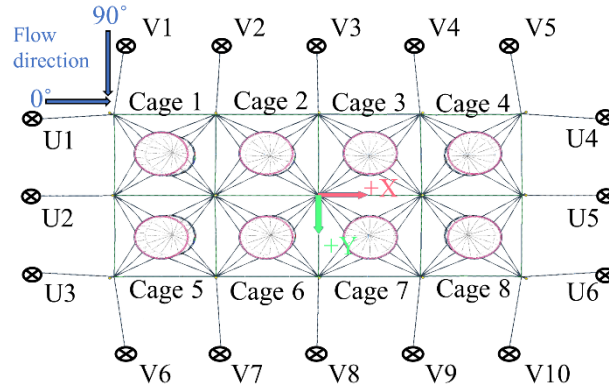 V1 V2 V3 V4 V5
90°
Flow
direction
0°
Cage 1 Cage 2 Cage 3 Cage 4
U1 U4
+X
U2 U5
+Y
U3 Cage 5 Cage 6 Cage 7 Cage 8 U6
V6 V7 V8 V9 V10